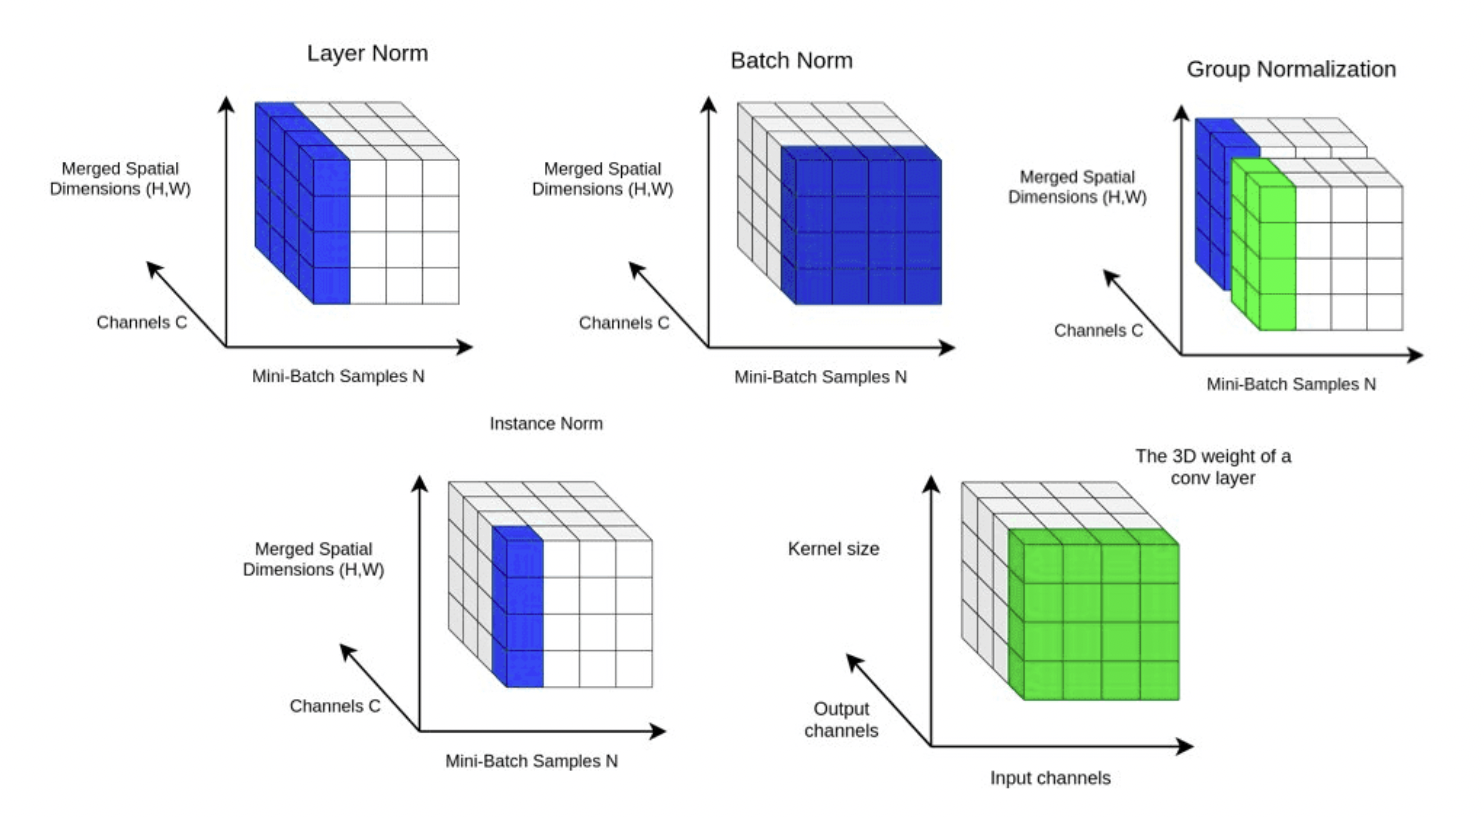 Layer Norm
Merged Spatial
Dimensions (H,W)
Channels C
Mini-Batch Samples N
Batch Norm
Merged Spatial
Dimensions (H,W)
Channels C
Mini-Batch Samples N
Group Normalization
Merged Spatial
Dimensions (H,W)
Channels C
Mini-Batch Samples N
Instance Norm
Merged Spatial
Dimensions (H,W)
Channels C
Mini-Batch Samples N
The 3D weight of a
conv layer
Kernel size
Output
channels
Input channels